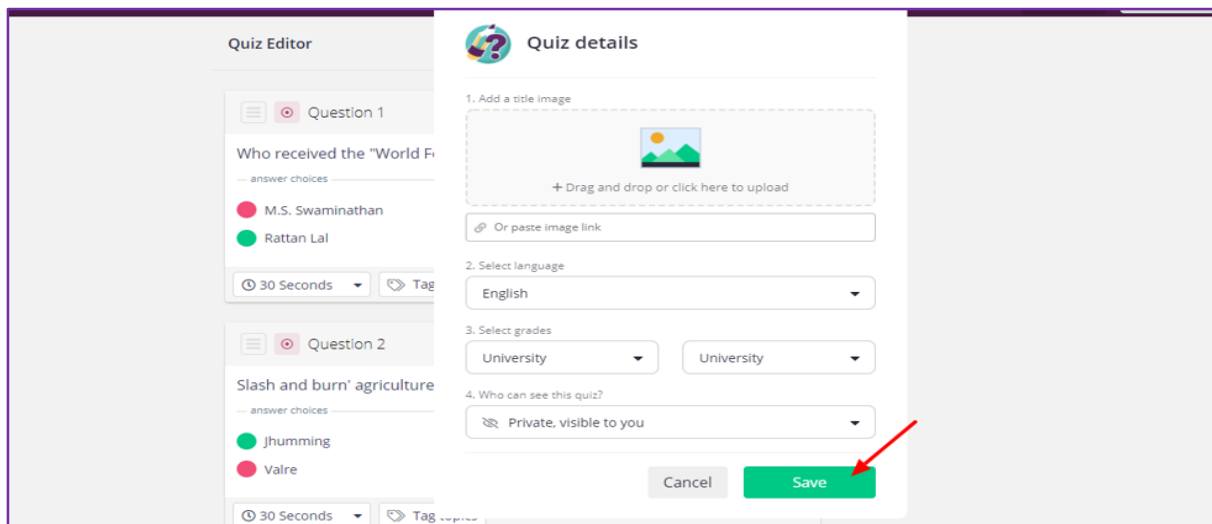 Quiz Editor
Question 1
Who received the "World F
answer choices
M.S. Swaminathan
Rattan Lal
30 Seconds
Tag
Question 2
Slash and burn' agriculture
answer choices
Jhumming
Valre
30 Seconds
Tag topics
Quiz details
1. Add a title image
+ Drag and drop or click here to upload
Or paste image link
2. Select language
English
3. Select grades
University
University
4. Who can see this quiz?
Private, visible to you
Cancel
Save